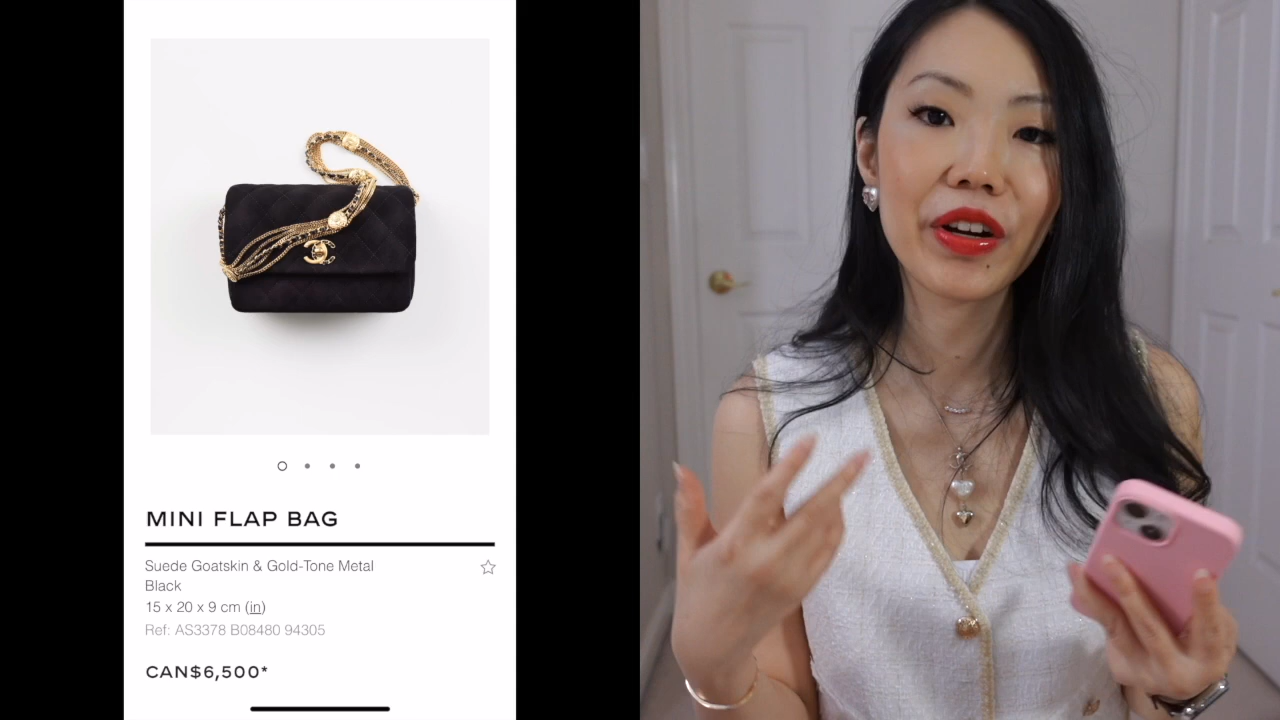 MINI FLAP BAG
Suede Goatskin & Gold-Tone Metal
Black
15 x 20 x 9 cm (in)
Ref: AS3378 B08480 94305
CAN$6,500*